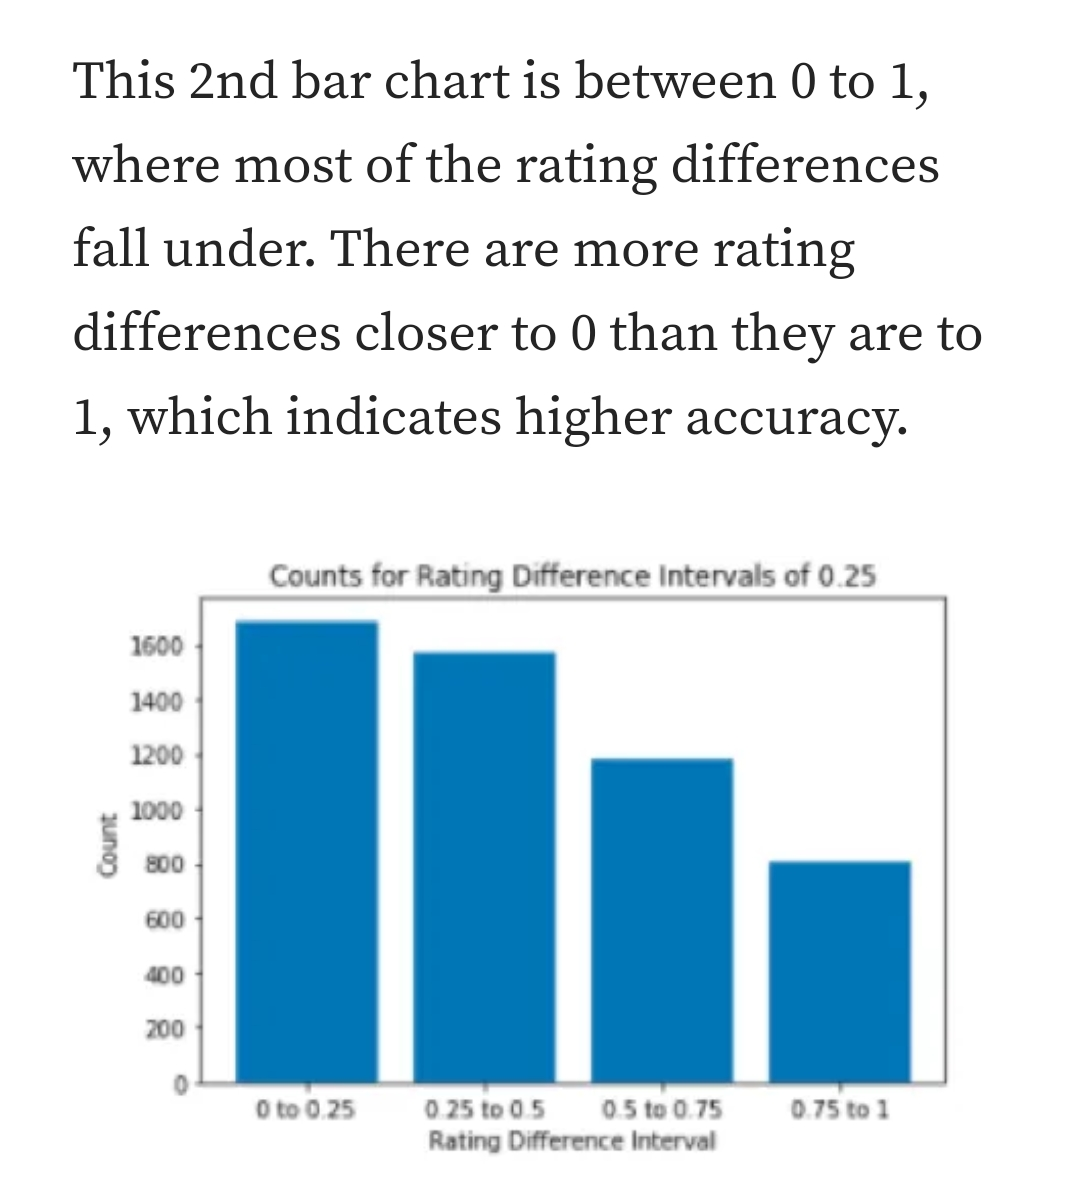 This 2nd bar chart is between 0 to 1,
where most of the rating differences
fall under. There are more rating
differences closer to 0 than they are to
1, which indicates higher accuracy.
Counts for Rating Difference Intervals of 0.25
1600
1400
1200
1000
800
600
400
200
0
Count
0 to 0.25 0.25 to 0.5 0.5 to 0.75 0.75 to 1
Rating Difference Interval